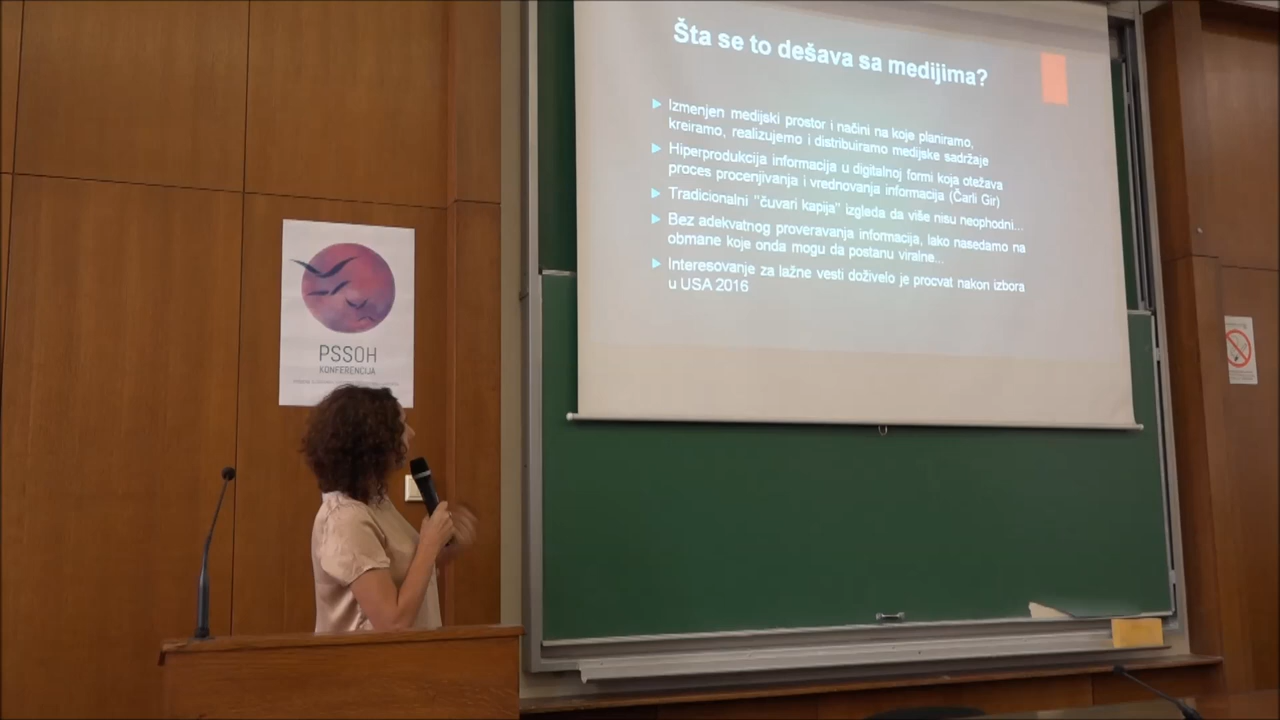 Šta se to dešava sa medijima?
Izmenjen medijski prostor i načini na koje planiramo,
kreiramo, realizujemo i distribuiramo medijske sadržaje
Hiperprodukcija informacija u digitalnoj formi koja otežava
proces procenjivanja i vrednovanja informacija (Čarli Gir)
Tradicionalni "čuvari kapija" izgleda da više nisu neophodni...
Bez adekvatnog proveravanja informacija, lako nasedamo na
obmane koje onda mogu da postanu viralne...
Interesovanje za lažne vesti doživelo je procvat nakon izbora
u USA 2016
PSSOH
KONFERENCIJA